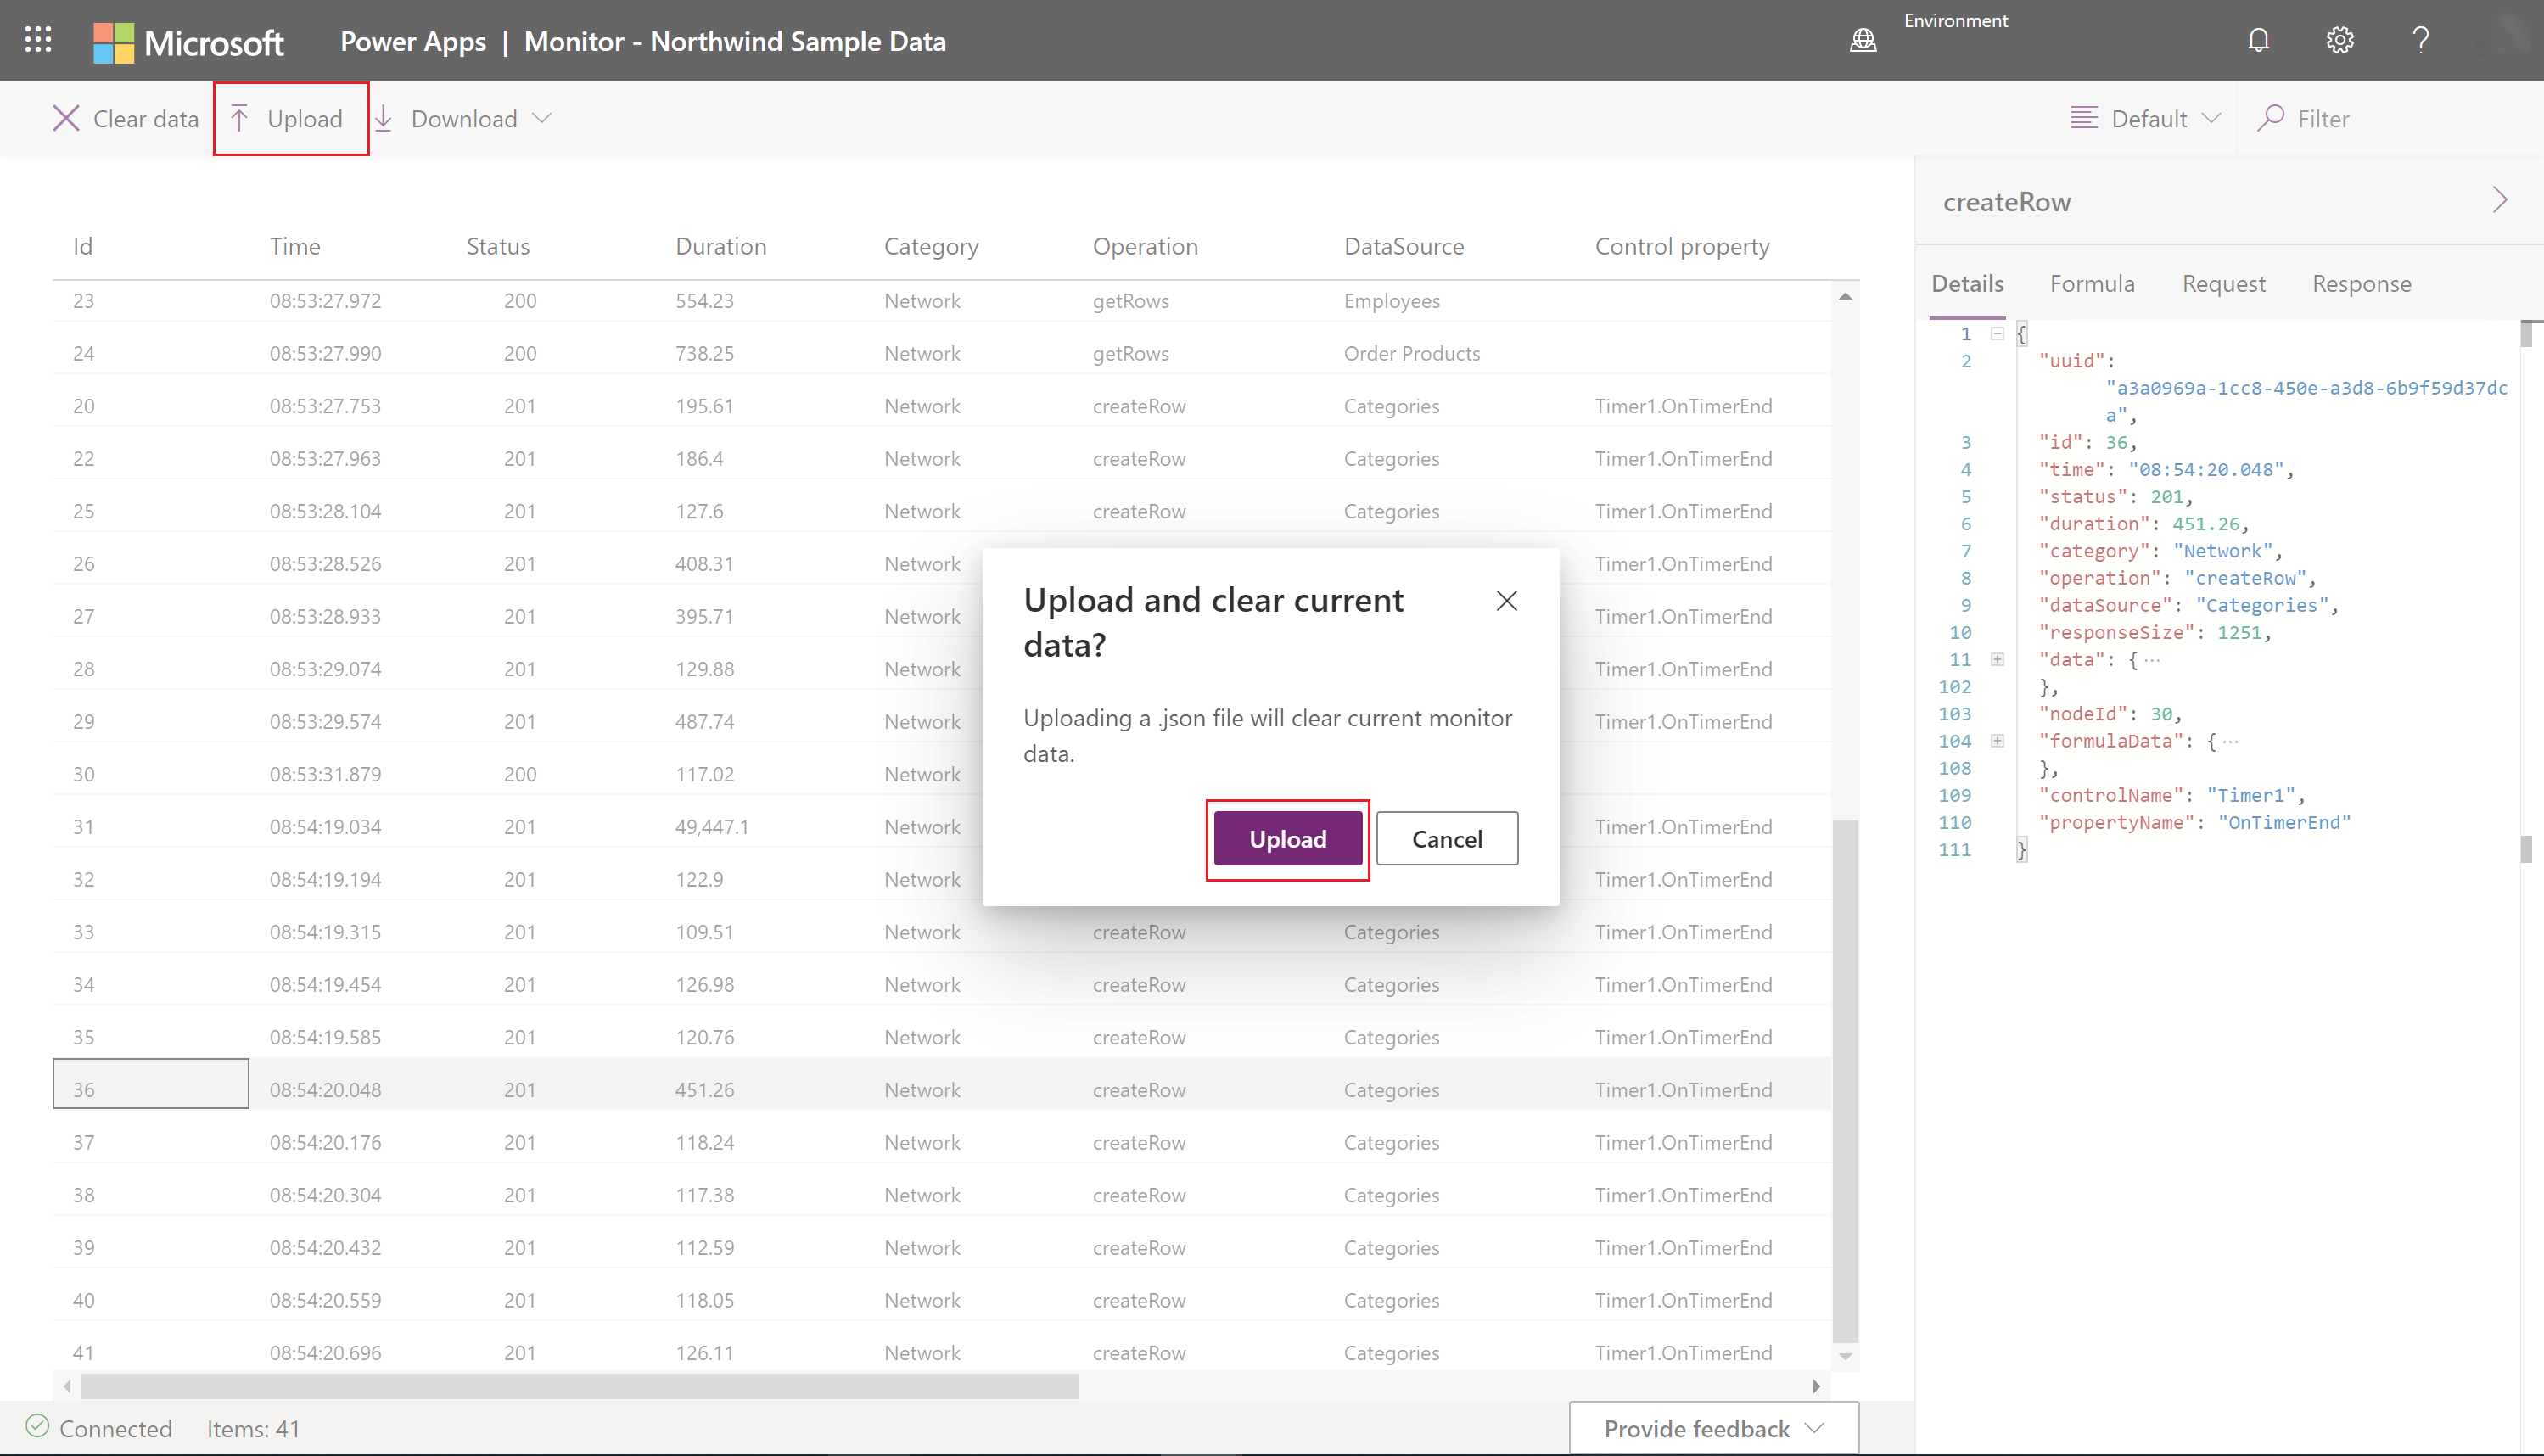 Microsoft Power Apps | Monitor - Northwind Sample Data Environment ?
Clear data Upload Download Default Filter
Id Time Status Duration Category Operation DataSource Control property
23 08:53:27.972 200 554.23 Network getRows Employees
24 08:53:27.990 200 738.25 Network getRows Order Products
20 08:53:27.753 201 195.61 Network createRow Categories Timer1.OnTimerEnd
22 08:53:27.963 201 186.4 Network createRow Categories Timer1.OnTimerEnd
25 08:53:28.104 201 127.6 Network createRow Categories Timer1.OnTimerEnd
26 08:53:28.526 201 408.31 Network Timer1.OnTimerEnd
27 08:53:28.933 201 395.71 Network Timer1.OnTimerEnd
28 08:53:29.074 201 129.88 Network Timer1.OnTimerEnd
29 08:53:29.574 201 487.74 Network Timer1.OnTimerEnd
30 08:53:31.879 200 117.02 Network
31 08:54:19.034 201 49,447.1 Network Timer1.OnTimerEnd
32 08:54:19.194 201 122.9 Network Timer1.OnTimerEnd
33 08:54:19.315 201 109.51 Network createRow Categories Timer1.OnTimerEnd
34 08:54:19.454 201 126.98 Network createRow Categories Timer1.OnTimerEnd
35 08:54:19.585 201 120.76 Network createRow Categories Timer1.OnTimerEnd
36 08:54:20.048 201 451.26 Network createRow Categories Timer1.OnTimerEnd
37 08:54:20.176 201 118.24 Network createRow Categories Timer1.OnTimerEnd
38 08:54:20.304 201 117.38 Network createRow Categories Timer1.OnTimerEnd
39 08:54:20.432 201 112.59 Network createRow Categories Timer1.OnTimerEnd
40 08:54:20.559 201 118.05 Network createRow Categories Timer1.OnTimerEnd
41 08:54:20.696 201 126.11 Network createRow Categories Timer1.OnTimerEnd
Upload and clear current
data?
Uploading a .json file will clear current monitor
data.
Upload Cancel
createRow
Details Formula Request Response
1 {
2 "uuid":
"a3a0969a-1cc8-450e-a3d8-6b9f59d37dc
a",
3 "id": 36,
4 "time": "08:54:20.048",
5 "status": 201,
6 "duration": 451.26,
7 "category": "Network",
8 "operation": "createRow",
9 "dataSource": "Categories",
10 "responseSize": 1251,
11 "data": {···
102 },
103 "nodeId": 30,
104 "formulaData": {···
108 },
109 "controlName": "Timer1",
110 "propertyName": "OnTimerEnd"
111 }
Connected Items: 41 Provide feedback